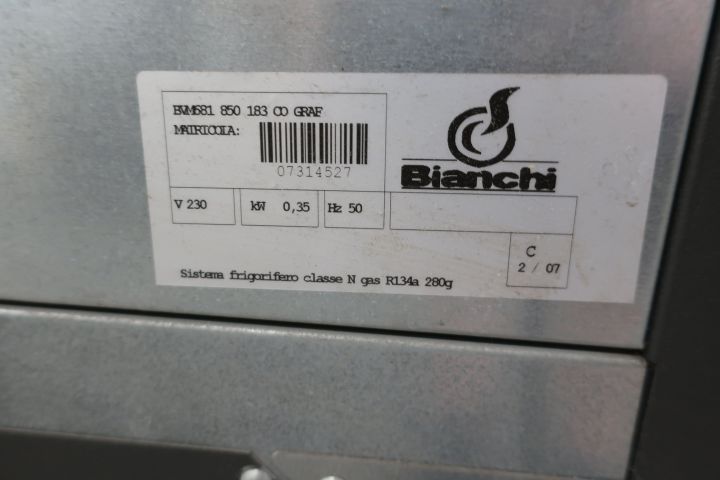 BVM681 850 183 CO GRAF
MATRICOLA:
07314527
Bianchi
V 230
kW 0,35
Hz 50
C
2 / 07
Sistema frigorifero classe N gas R134a 280g